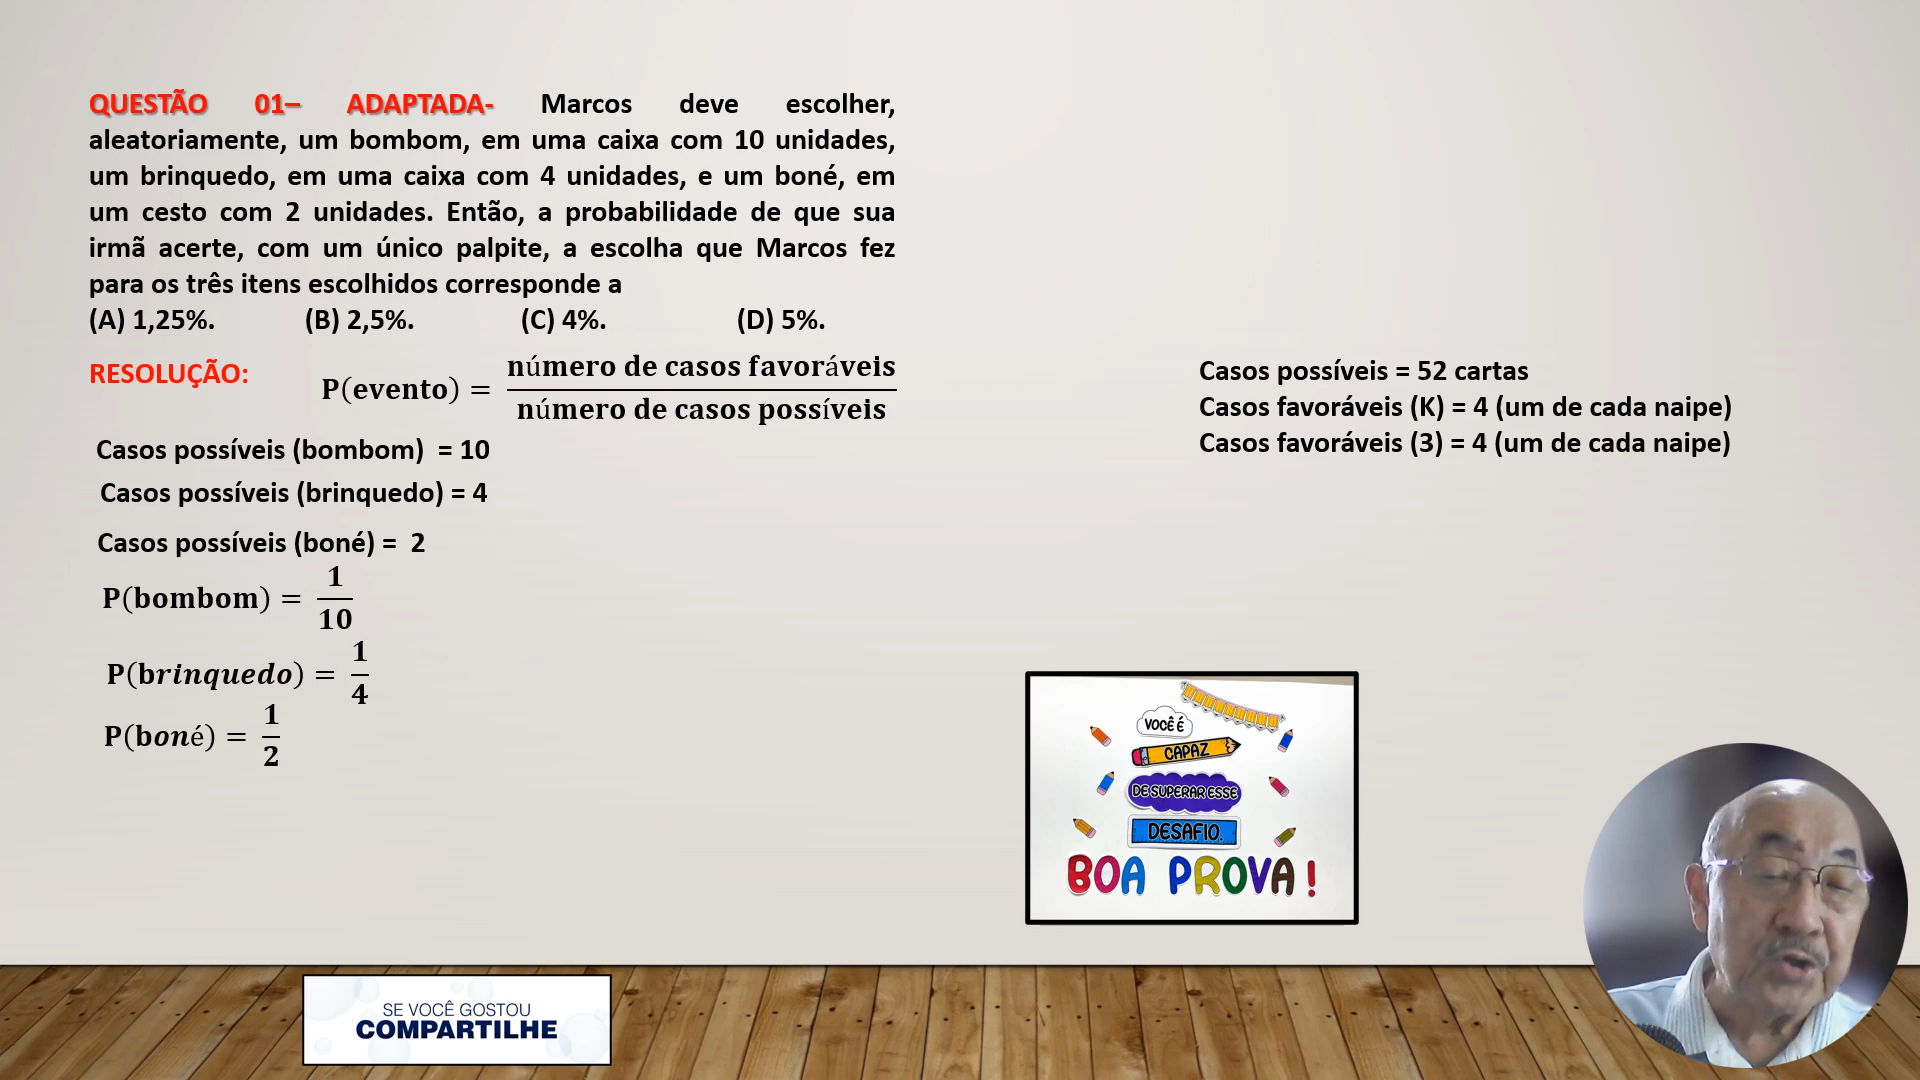 QUESTÃO 01– ADAPTADA- Marcos deve escolher,
aleatoriamente, um bombom, em uma caixa com 10 unidades,
um brinquedo, em uma caixa com 4 unidades, e um boné, em
um cesto com 2 unidades. Então, a probabilidade de que sua
irmã acerte, com um único palpite, a escolha que Marcos fez
para os três itens escolhidos corresponde a
(A) 1,25%. (B) 2,5%. (C) 4%. (D) 5%.
RESOLUÇÃO:
P(evento) = número de casos favoráveis / número de casos possíveis
Casos possíveis (bombom) = 10
Casos possíveis (brinquedo) = 4
Casos possíveis (boné) = 2
P(bombom) = 1/10
P(brinquedo) = 1/4
P(boné) = 1/2
Casos possíveis = 52 cartas
Casos favoráveis (K) = 4 (um de cada naipe)
Casos favoráveis (3) = 4 (um de cada naipe)
VOCÊ É
CAPAZ
DE SUPERAR ESSE
DESAFIO.
BOA PROVA!
SE VOCÊ GOSTOU
COMPARTILHE